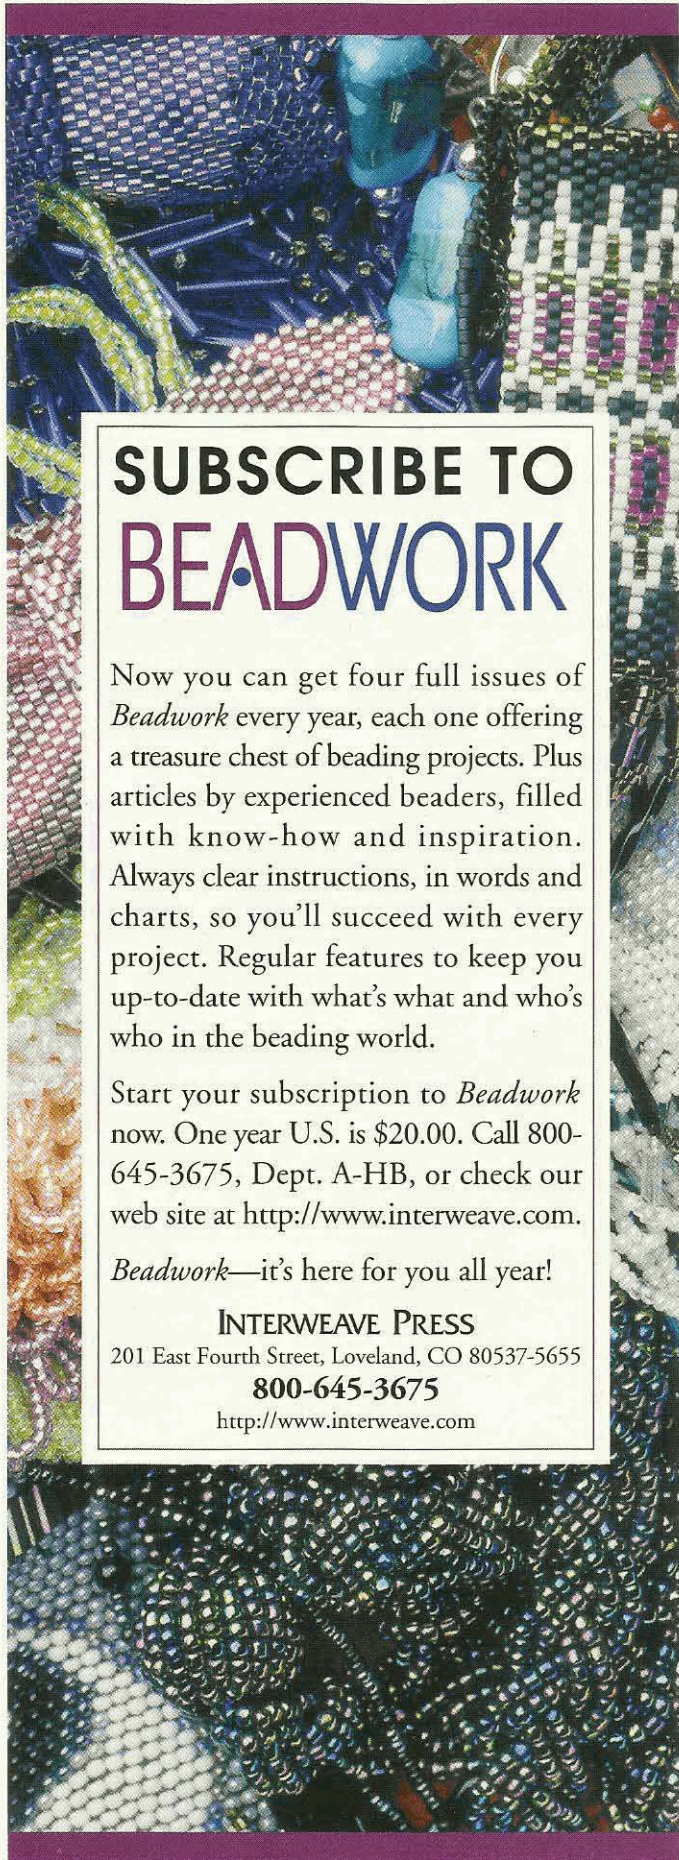 SUBSCRIBE TO
BEADWORK
Now you can get four full issues of
Beadwork every year, each one offering
a treasure chest of beading projects. Plus
articles by experienced beaders, filled
with know-how and inspiration.
Always clear instructions, in words and
charts, so you'll succeed with every
project. Regular features to keep you
up-to-date with what's what and who's
who in the beading world.
Start your subscription to Beadwork
now. One year U.S. is $20.00. Call 800-
645-3675, Dept. A-HB, or check our
web site at http://www.interweave.com.
Beadwork—it's here for you all year!
INTERWEAVE PRESS
201 East Fourth Street, Loveland, CO 80537-5655
800-645-3675
http://www.interweave.com